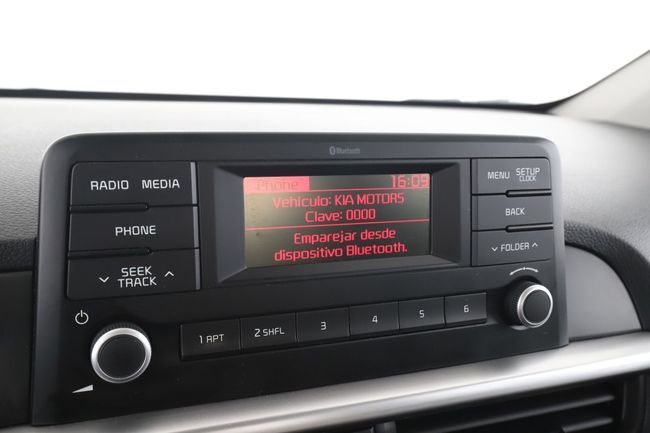 Bluetooth
RADIO MEDIA
PHONE
SEEK
TRACK
Phone 16:09
Vehículo: KIA MOTORS
Clave: 0000
Emparejar desde
dispositivo Bluetooth.
MENU SETUP
CLOCK
BACK
FOLDER
1 RPT 2 SHFL 3 4 5 6